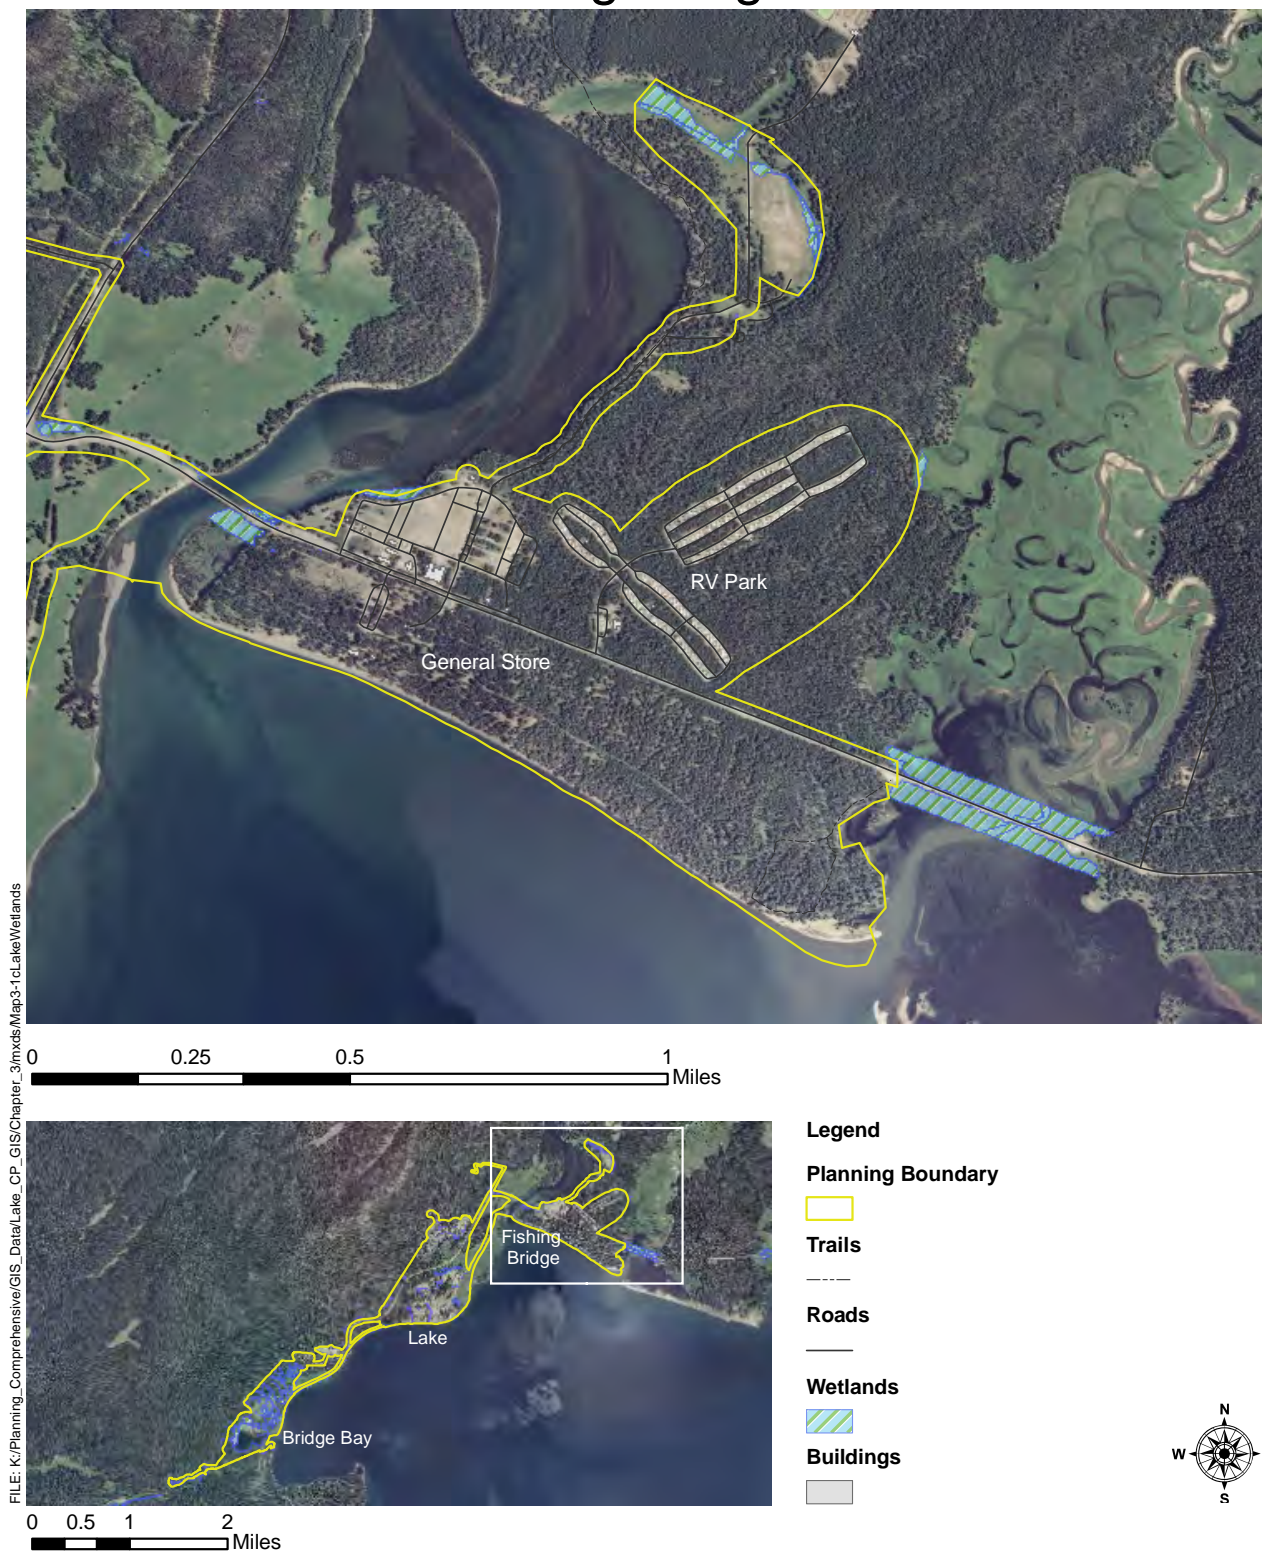 RV Park
General Store
0 0.25 0.5 1
Miles
FILE: K:/Planning_Comprehensive/GIS_Data/Lake_CP_GIS/Chapter_3/mxds/Map3-1cLakeWetlands
Fishing
Bridge
Lake
Bridge Bay
0 0.5 1 2
Miles
Legend
Planning Boundary
Trails
Roads
Wetlands
Buildings
N
W
S